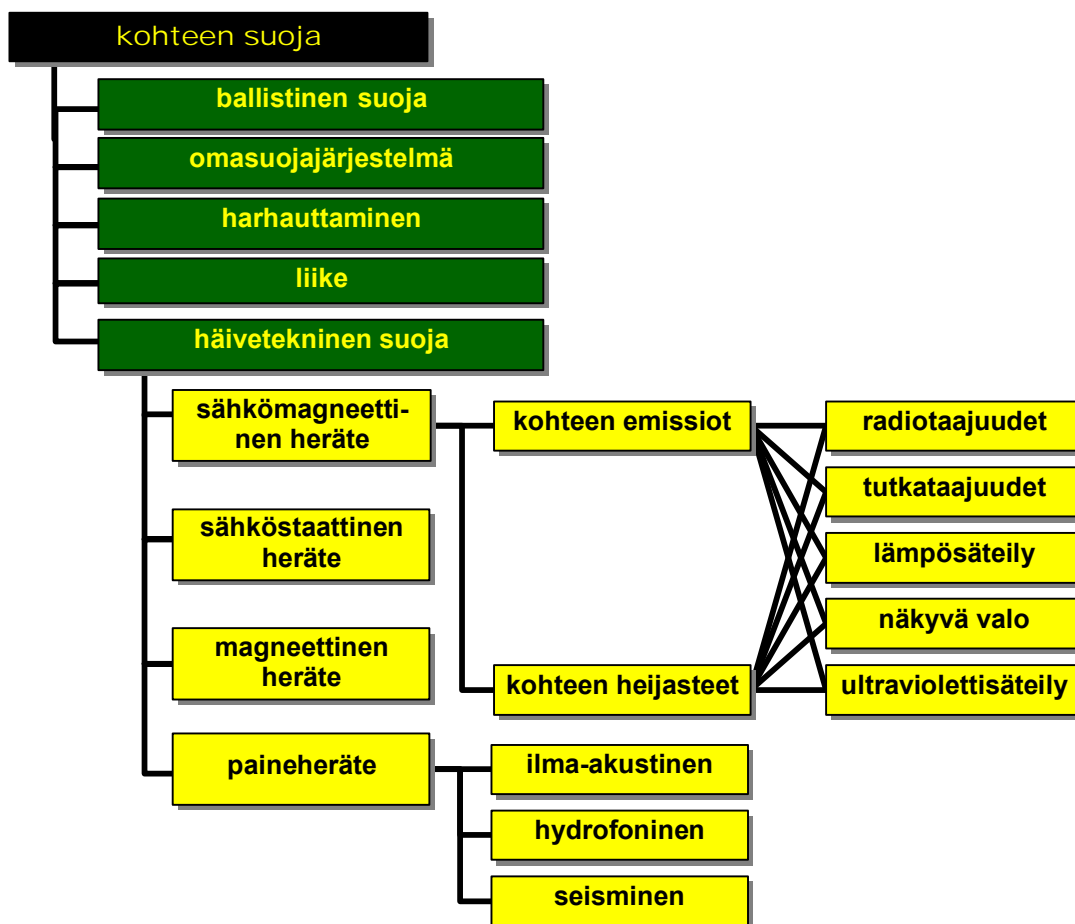 kohteen suoja
ballistinen suoja
omasuojajärjestelmä
harhauttaminen
liike
häivetekninen suoja
sähkömagneetti-
nen heräte
kohteen emissiot
radiotaajuudet
tutkataajuudet
sähköstaattinen
heräte
lämpösäteily
näkyvä valo
magneettinen
heräte
kohteen heijasteet
ultraviolettisäteily
paineheräte
ilma-akustinen
hydrofoninen
seisminen